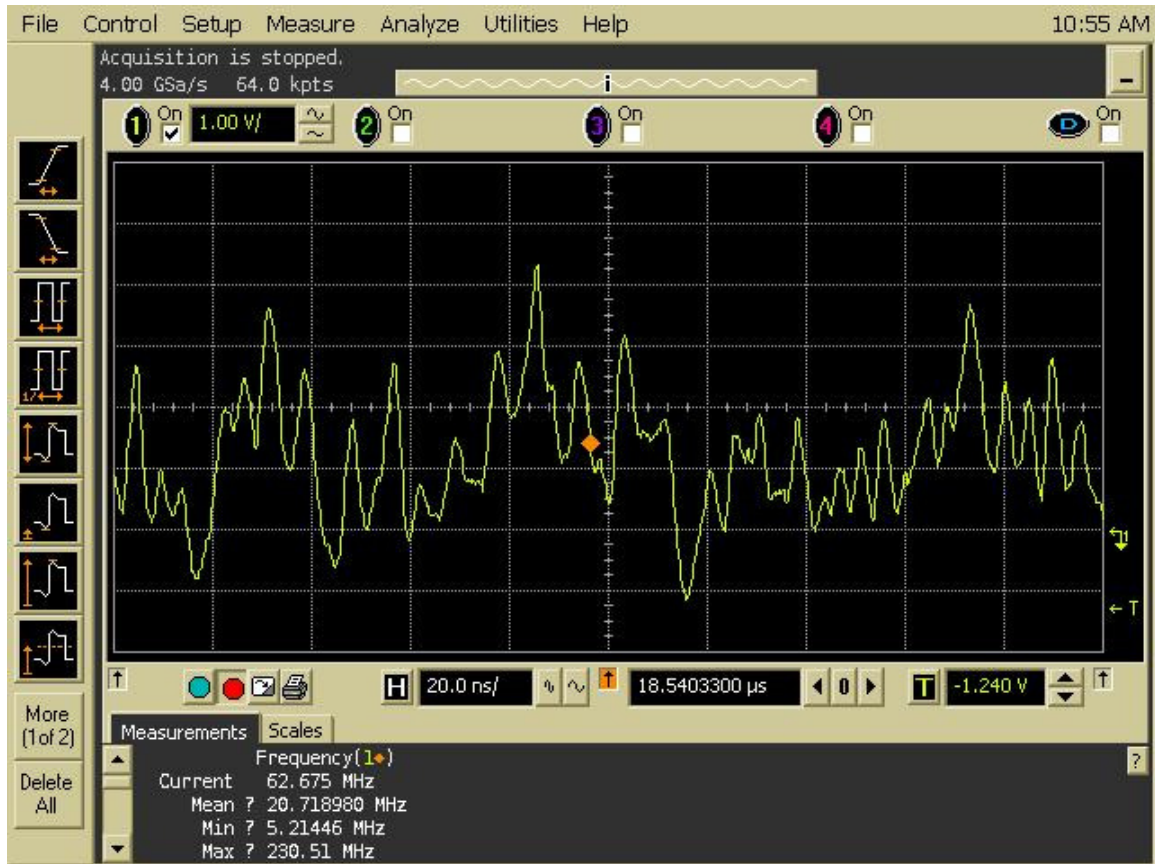 File Control Setup Measure Analyze Utilities Help 10:55 AM
Acquisition is stopped.
4.00 GSa/s 64.0 kpts
1 On 1.00 V/ 2 On 3 On 4 On D On
T
H 20.0 ns/ 18.5403300 µs 0 T -1.240 V
More
(1of 2)
Delete
All
Measurements Scales
Frequency(1)
Current 62.675 MHz
Mean ? 20.718980 MHz
Min ? 5.21446 MHz
Max ? 230.51 MHz
?